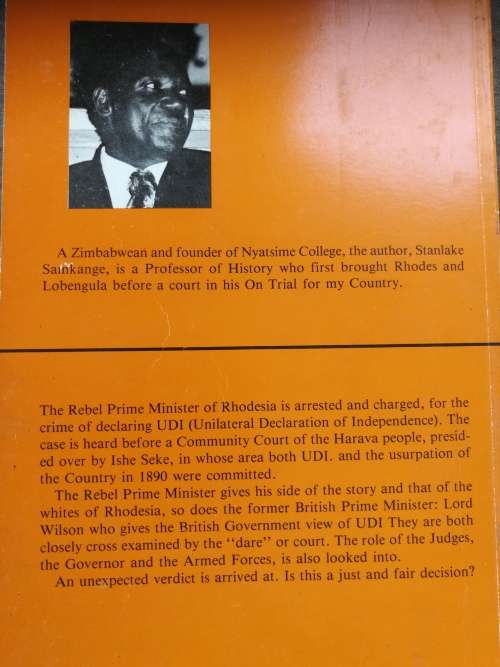 A Zimbabwean and founder of Nyatsime College, the author, Stanlake
Samkange, is a Professor of History who first brought Rhodes and
Lobengula before a court in his On Trial for my Country.
The Rebel Prime Minister of Rhodesia is arrested and charged, for the
crime of declaring UDI (Unilateral Declaration of Independence). The
case is heard before a Community Court of the Harava people, presid-
ed over by Ishe Seke, in whose area both UDI. and the usurpation of
the Country in 1890 were committed.
The Rebel Prime Minister gives his side of the story and that of the
whites of Rhodesia, so does the former British Prime Minister: Lord
Wilson who gives the British Government view of UDI They are both
closely cross examined by the "dare" or court. The role of the Judges,
the Governor and the Armed Forces, is also looked into.
An unexpected verdict is arrived at. Is this a just and fair decision?